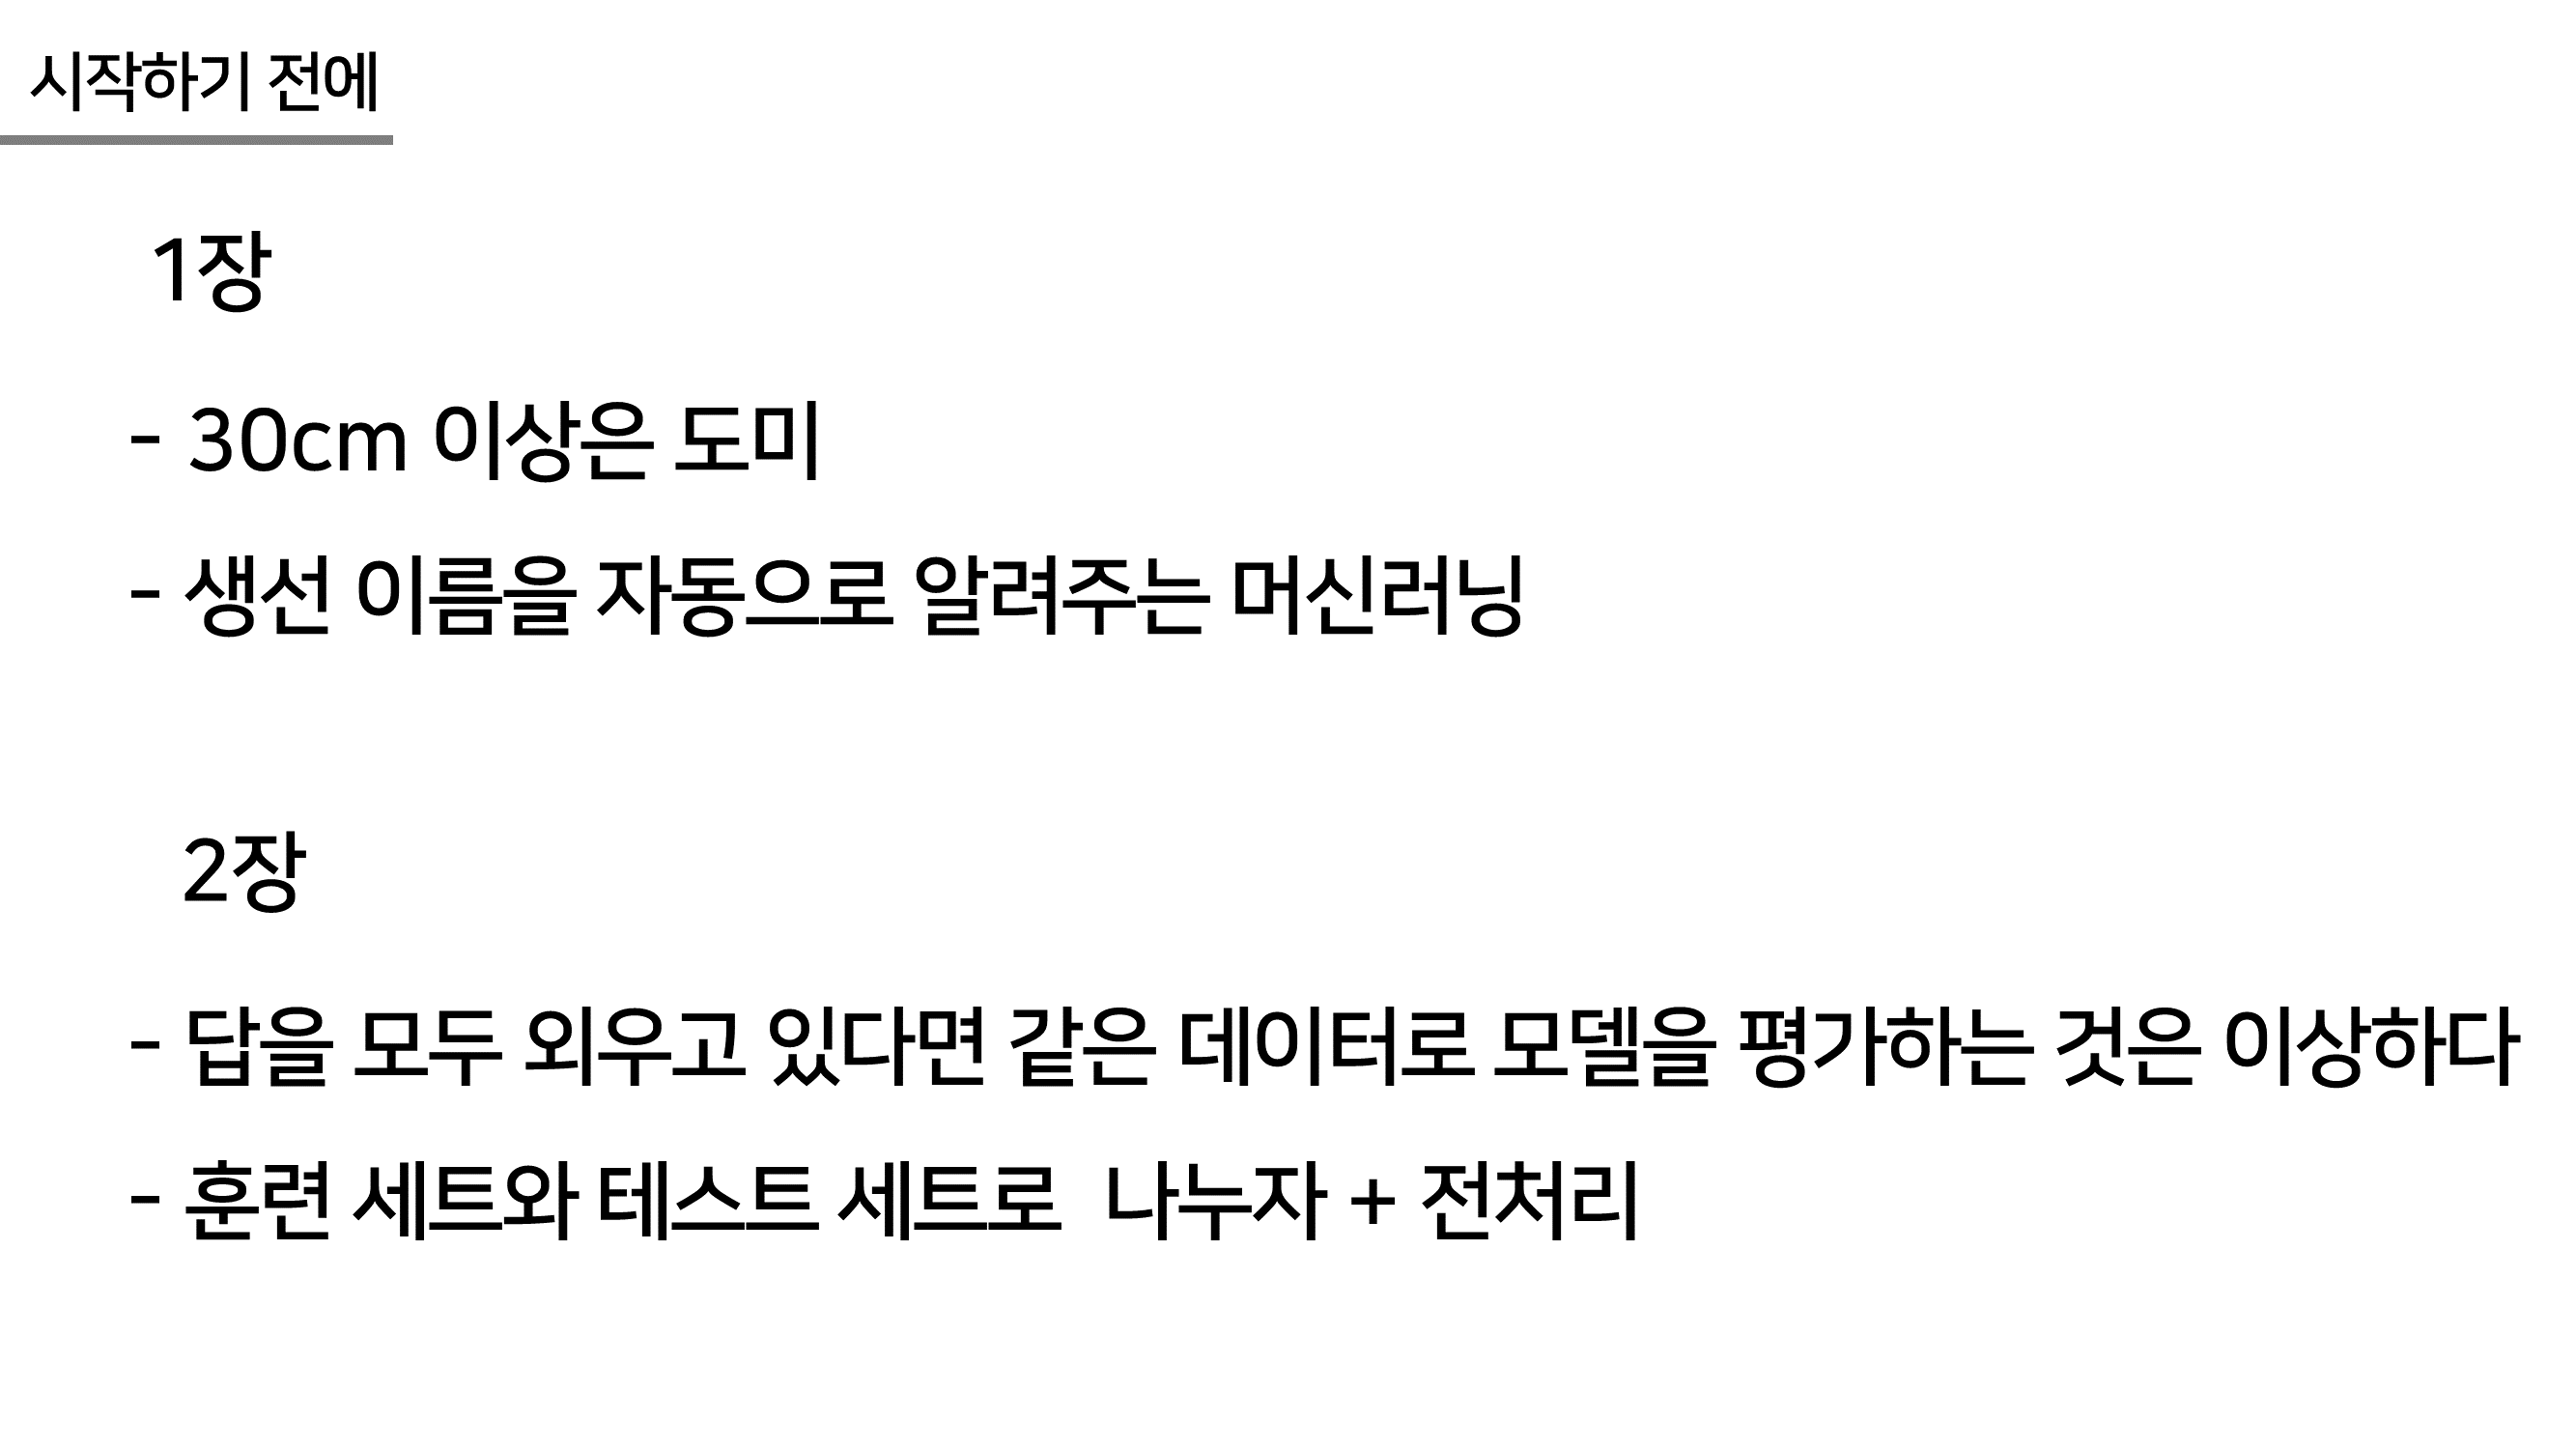 시작하기 전에
1장
- 30cm 이상은 도미
- 생선 이름을 자동으로 알려주는 머신러닝
2장
- 답을 모두 외우고 있다면 같은 데이터로 모델을 평가하는 것은 이상하다
- 훈련 세트와 테스트 세트로 나누자 + 전처리